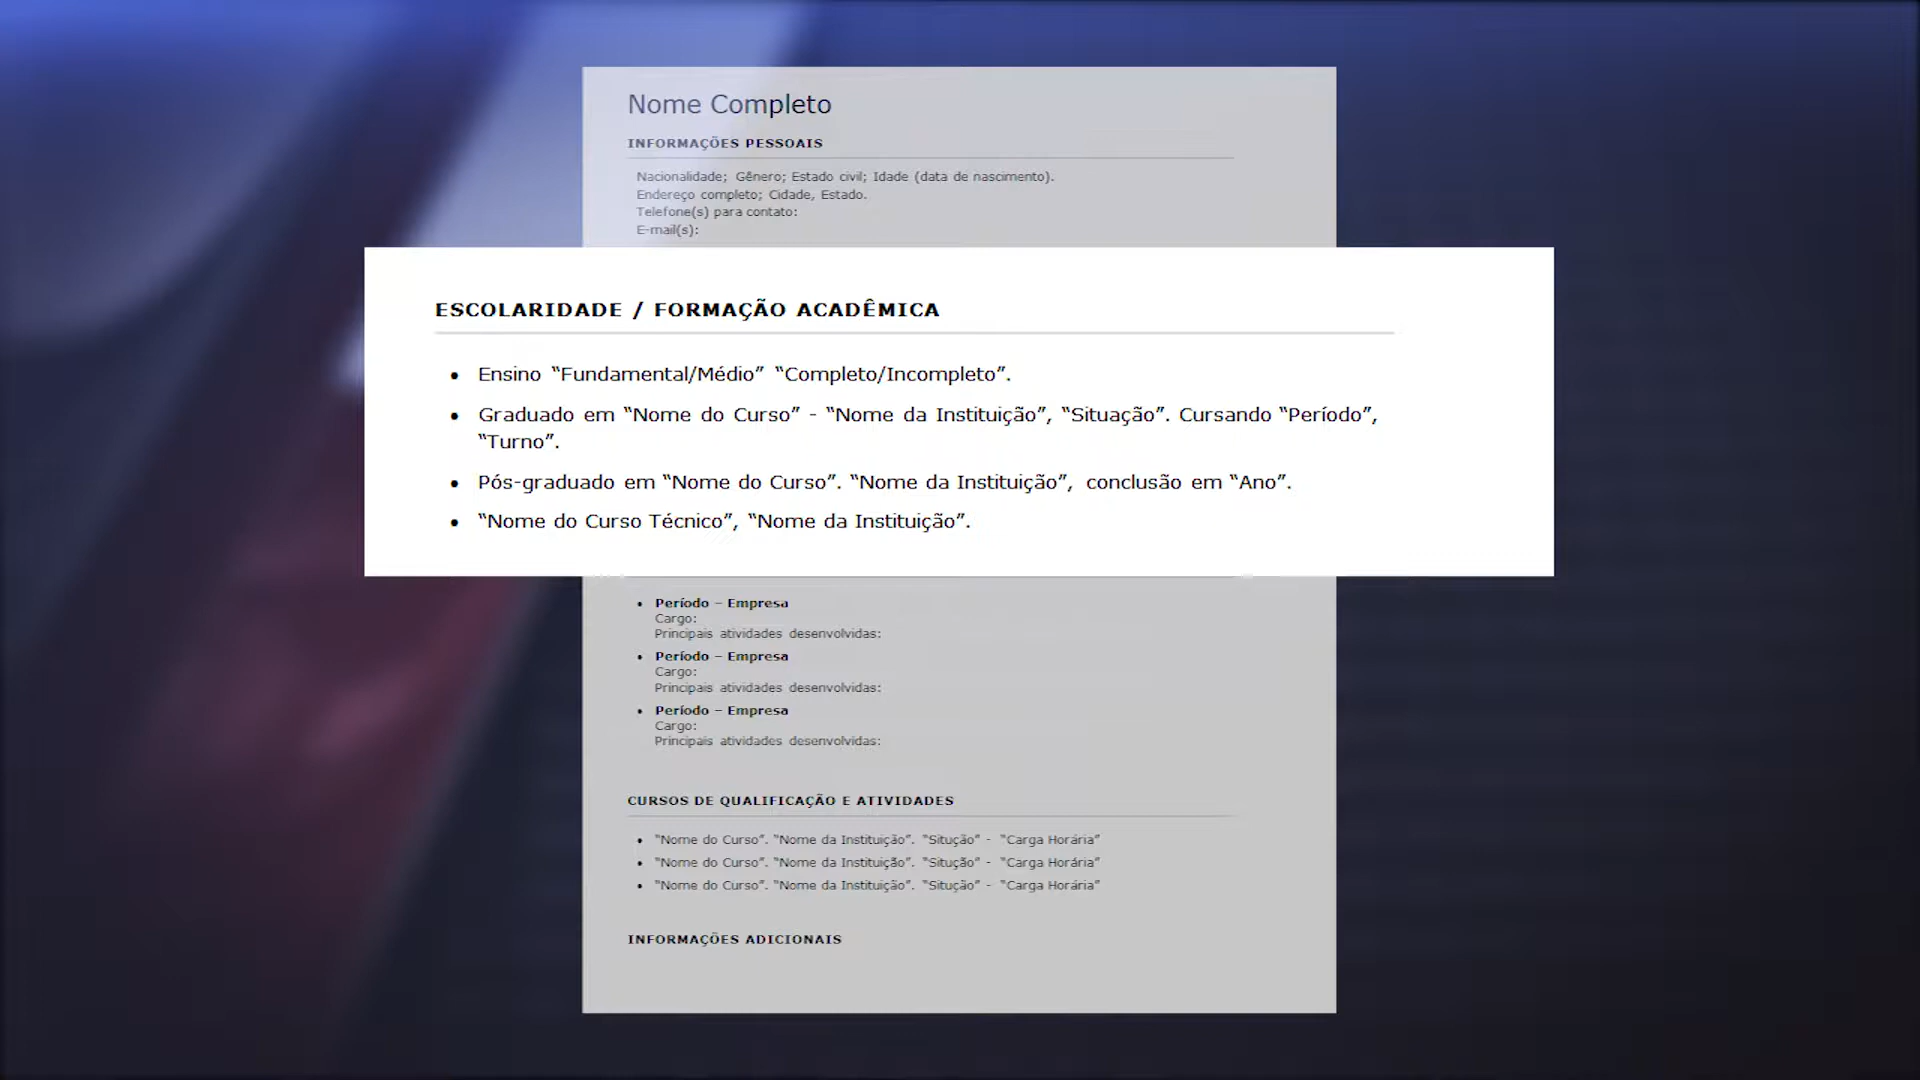 Nome Completo
INFORMAÇÕES PESSOAIS
Nacionalidade; Gênero; Estado civil; Idade (data de nascimento).
Endereço completo; Cidade, Estado.
Telefone(s) para contato:
E-mail(s):
ESCOLARIDADE / FORMAÇÃO ACADÊMICA
• Ensino “Fundamental/Médio” “Completo/Incompleto”.
• Graduado em “Nome do Curso” - “Nome da Instituição”, “Situação”. Cursando “Período”,
“Turno”.
• Pós-graduado em “Nome do Curso”. “Nome da Instituição”, conclusão em “Ano”.
• “Nome do Curso Técnico”, “Nome da Instituição”.
• Período – Empresa
Cargo:
Principais atividades desenvolvidas:
• Período – Empresa
Cargo:
Principais atividades desenvolvidas:
• Período – Empresa
Cargo:
Principais atividades desenvolvidas:
CURSOS DE QUALIFICAÇÃO E ATIVIDADES
• “Nome do Curso”. “Nome da Instituição”. “Situção” - “Carga Horária”
• “Nome do Curso”. “Nome da Instituição”. “Situção” - “Carga Horária”
• “Nome do Curso”. “Nome da Instituição”. “Situção” - “Carga Horária”
INFORMAÇÕES ADICIONAIS